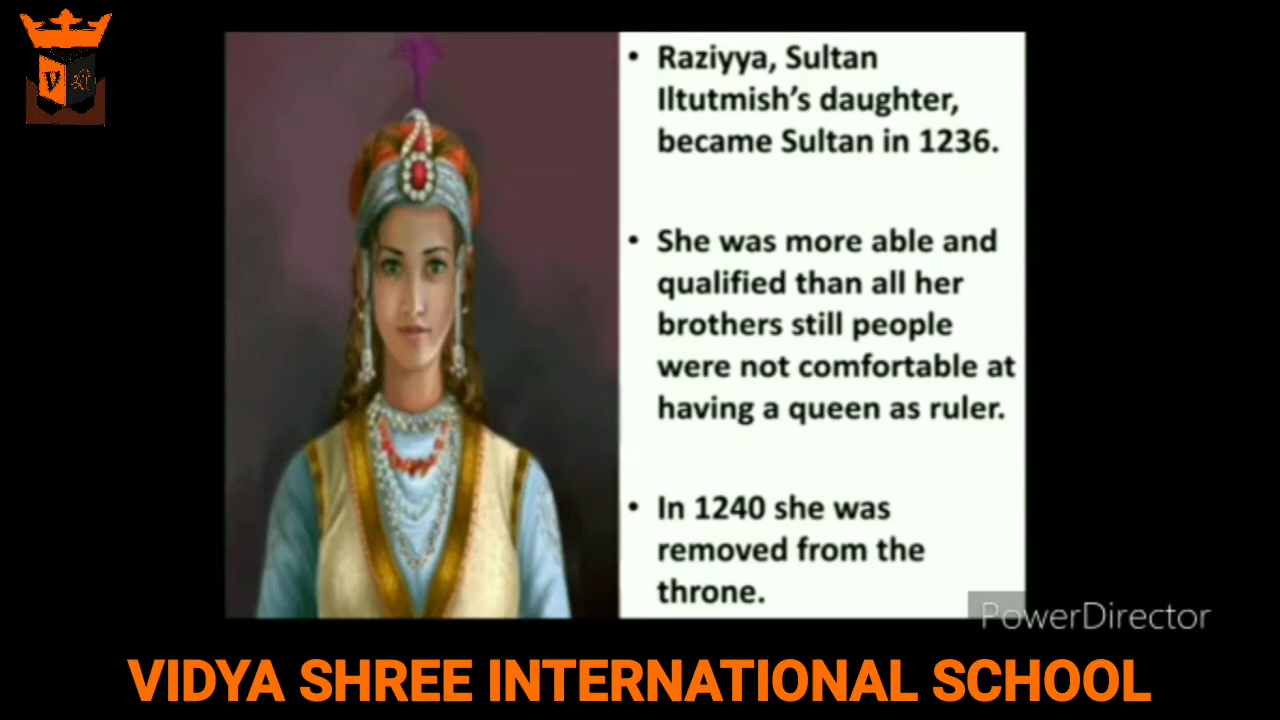 • Raziyya, Sultan
Iltutmish's daughter,
became Sultan in 1236.
• She was more able and
qualified than all her
brothers still people
were not comfortable at
having a queen as ruler.
• In 1240 she was
removed from the
throne.
PowerDirector
VIDYA SHREE INTERNATIONAL SCHOOL